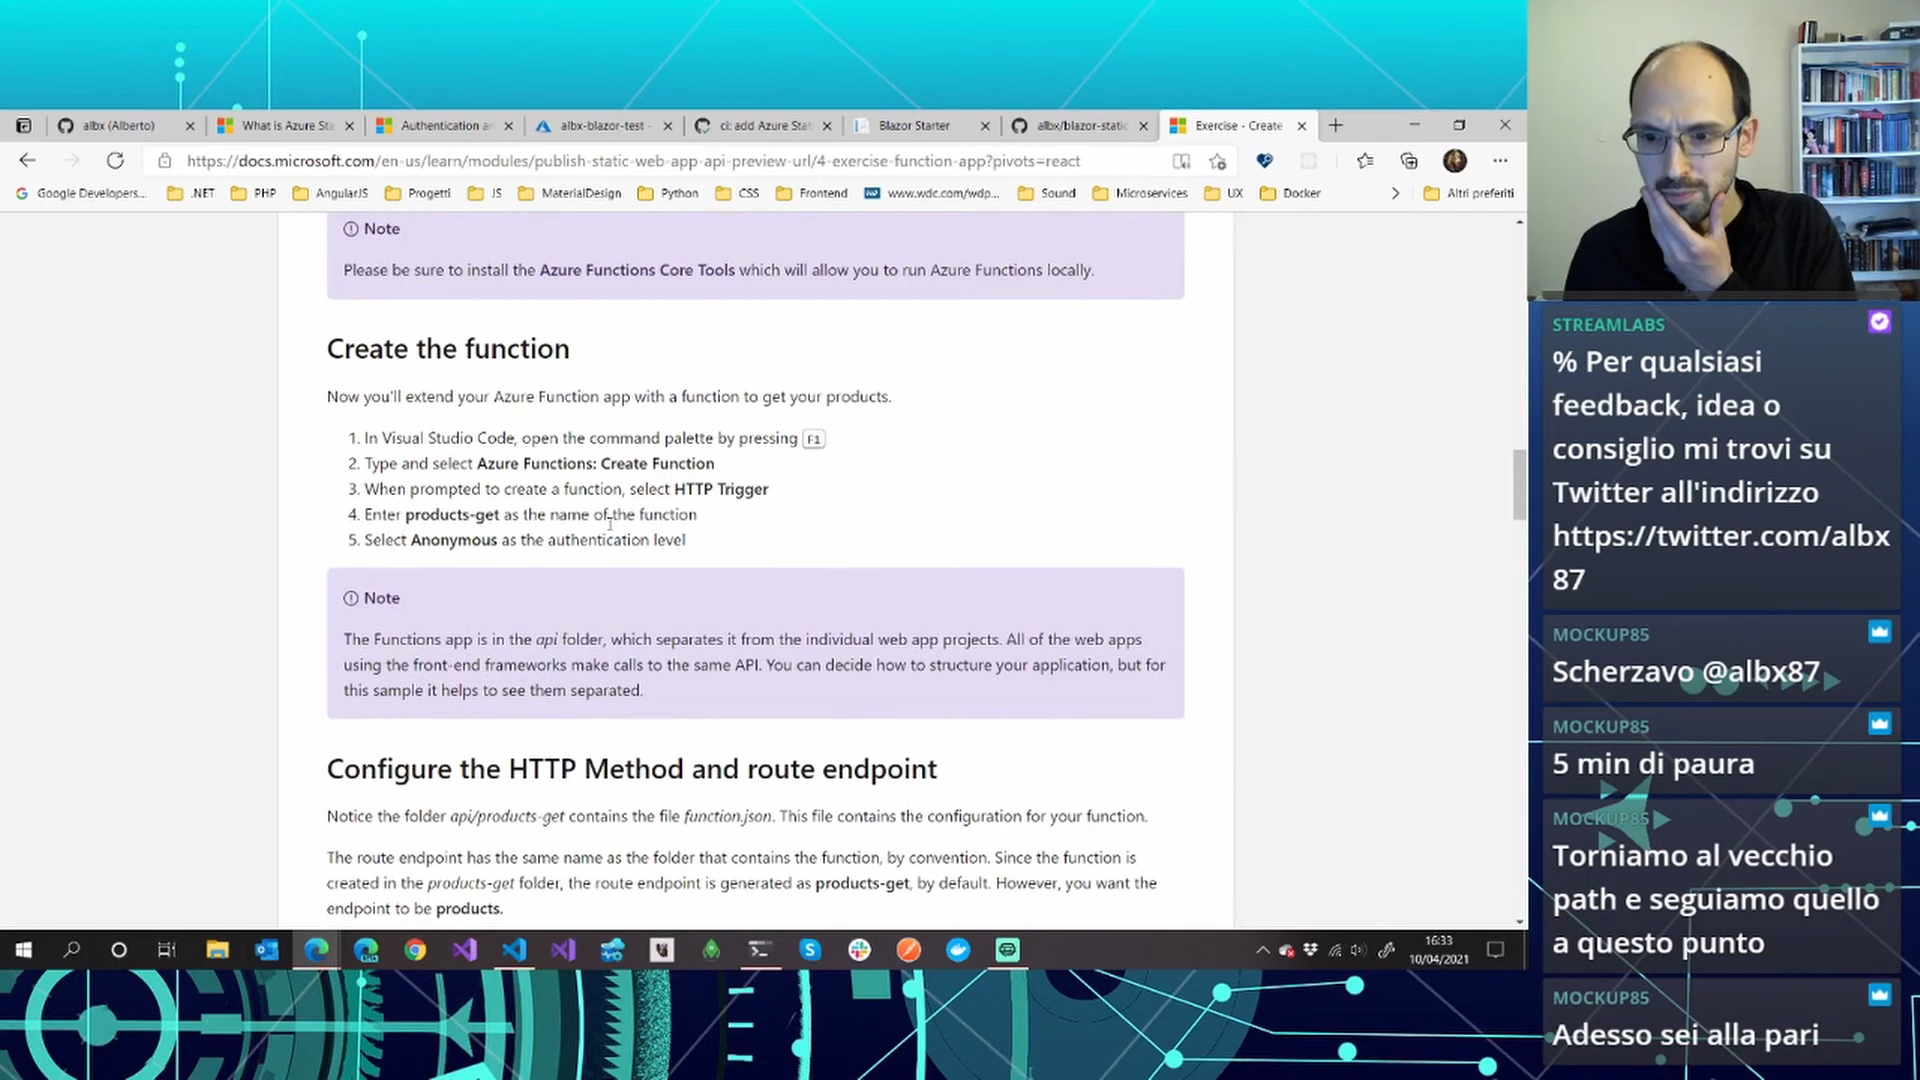 albx (Alberto)
What is Azure Sta
Authentication an
albx-blazor-test -
ci: add Azure Stat
Blazor Starter
albx/blazor-static
Exercise - Create
https://docs.microsoft.com/en-us/learn/modules/publish-static-web-app-api-preview-url/4-exercise-function-app?pivots=react
Google Developers...
.NET
PHP
AngularJS
Progetti
JS
MaterialDesign
Python
CSS
Frontend
www.wdc.com/wdp...
Sound
Microservices
UX
Docker
Altri preferiti
Note
Please be sure to install the Azure Functions Core Tools which will allow you to run Azure Functions locally.
Create the function
Now you'll extend your Azure Function app with a function to get your products.
1. In Visual Studio Code, open the command palette by pressing F1
2. Type and select Azure Functions: Create Function
3. When prompted to create a function, select HTTP Trigger
4. Enter products-get as the name of the function
5. Select Anonymous as the authentication level
Note
The Functions app is in the api folder, which separates it from the individual web app projects. All of the web apps
using the front-end frameworks make calls to the same API. You can decide how to structure your application, but for
this sample it helps to see them separated.
Configure the HTTP Method and route endpoint
Notice the folder api/products-get contains the file function.json. This file contains the configuration for your function.
The route endpoint has the same name as the folder that contains the function, by convention. Since the function is
created in the products-get folder, the route endpoint is generated as products-get, by default. However, you want the
endpoint to be products.
16:33
10/04/2021
STREAMLABS
% Per qualsiasi
feedback, idea o
consiglio mi trovi su
Twitter all'indirizzo
https://twitter.com/albx
87
MOCKUP85
Scherzavo @albx87
MOCKUP85
5 min di paura
MOCKUP85
Torniamo al vecchio
path e seguiamo quello
a questo punto
MOCKUP85
Adesso sei alla pari